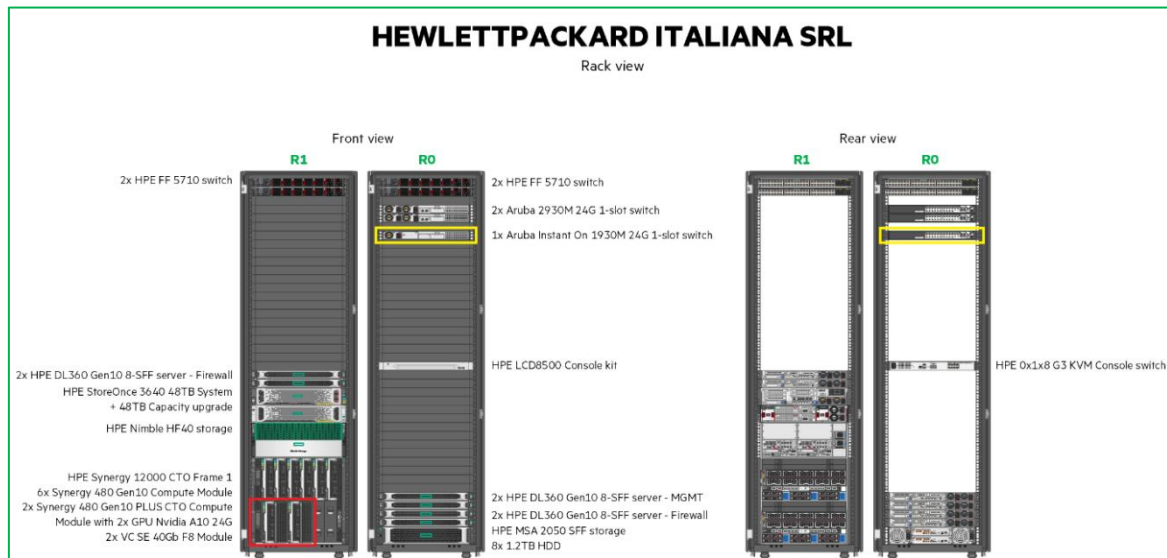 HEWLETTPACKARD ITALIANA SRL
Rack view
Front view
Rear view
R1
R0
R1
R0
2x HPE FF 5710 switch
2x HPE FF 5710 switch
2x Aruba 2930M 24G 1-slot switch
1x Aruba Instant On 1930M 24G 1-slot switch
HPE LCD8500 Console kit
HPE 0x1x8 G3 KVM Console switch
2x HPE DL360 Gen10 8-SFF server - Firewall
HPE StoreOnce 3640 48TB System
+ 48TB Capacity upgrade
HPE Nimble HF40 storage
HPE Synergy 12000 CTO Frame 1
6x Synergy 480 Gen10 Compute Module
2x Synergy 480 Gen10 PLUS CTO Compute
Module with 2x GPU Nvidia A10 24G
2x VC SE 40Gb F8 Module
2x HPE DL360 Gen10 8-SFF server - MGMT
2x HPE DL360 Gen10 8-SFF server - Firewall
HPE MSA 2050 SFF storage
8x 1.2TB HDD